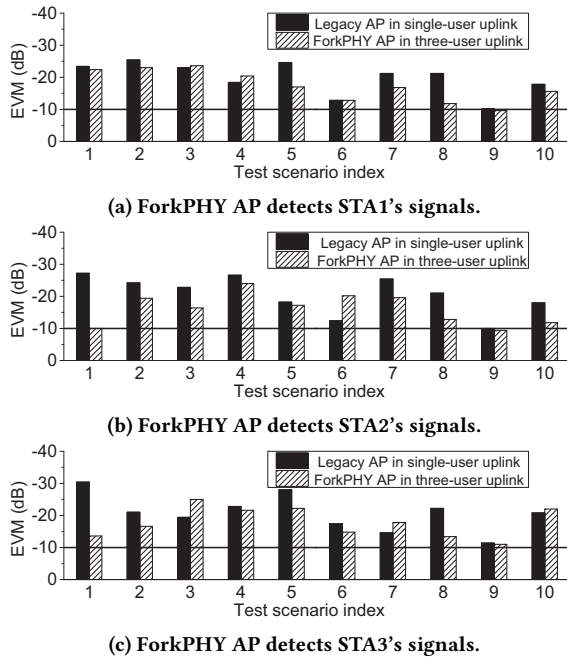 -40
-30
-20
-10
0
EVM (dB)
Legacy AP in single-user uplink
ForkPHY AP in three-user uplink
1 2 3 4 5 6 7 8 9 10
Test scenario index
(a) ForkPHY AP detects STA1's signals.
-40
-30
-20
-10
0
EVM (dB)
Legacy AP in single-user uplink
ForkPHY AP in three-user uplink
1 2 3 4 5 6 7 8 9 10
Test scenario index
(b) ForkPHY AP detects STA2's signals.
-40
-30
-20
-10
0
EVM (dB)
Legacy AP in single-user uplink
ForkPHY AP in three-user uplink
1 2 3 4 5 6 7 8 9 10
Test scenario index
(c) ForkPHY AP detects STA3's signals.